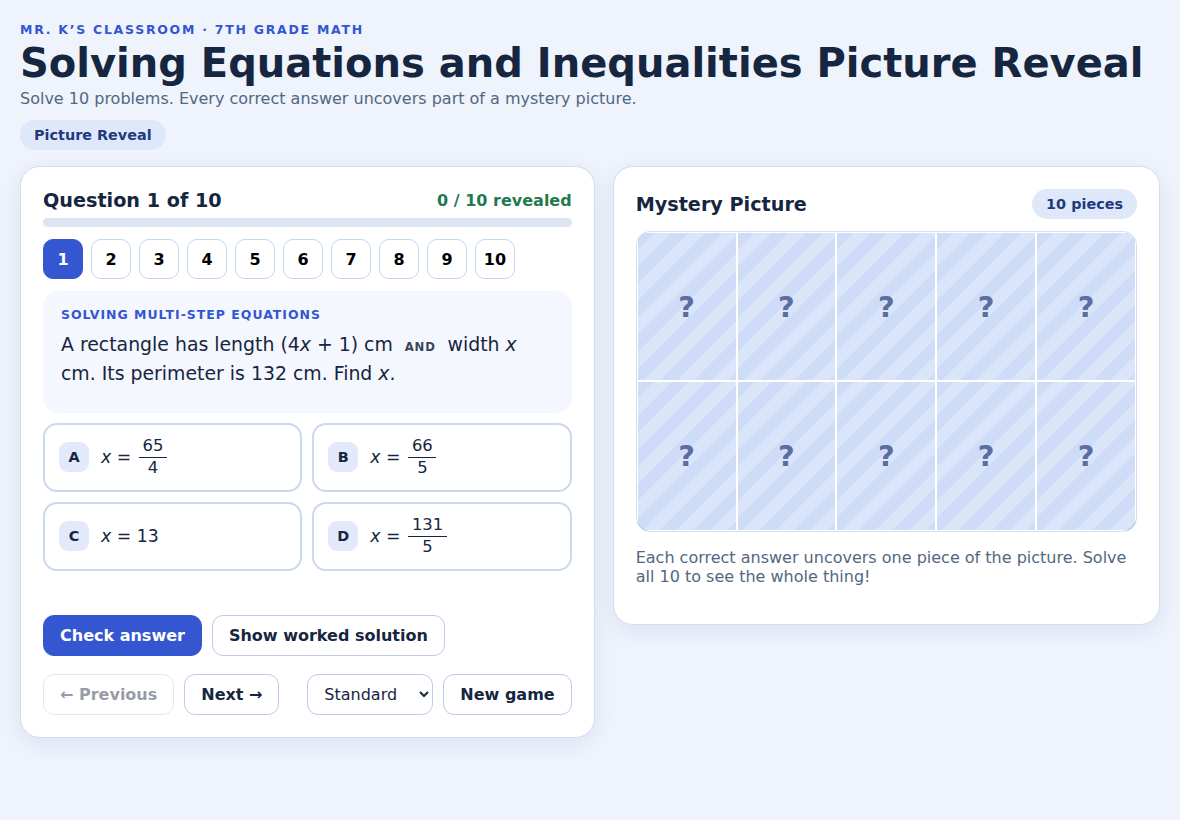 MR. K’S CLASSROOM · 7TH GRADE MATH
Solving Equations and Inequalities Picture Reveal
Solve 10 problems. Every correct answer uncovers part of a mystery picture.
Picture Reveal
Question 1 of 10
0 / 10 revealed
1 2 3 4 5 6 7 8 9 10
SOLVING MULTI-STEP EQUATIONS
A rectangle has length (4x + 1) cm AND width x
cm. Its perimeter is 132 cm. Find x.
A x = 65/4
B x = 66/5
C x = 13
D x = 131/5
Check answer
Show worked solution
← Previous
Next →
Standard
New game
Mystery Picture
10 pieces
? ? ? ? ?
? ? ? ? ?
Each correct answer uncovers one piece of the picture. Solve
all 10 to see the whole thing!